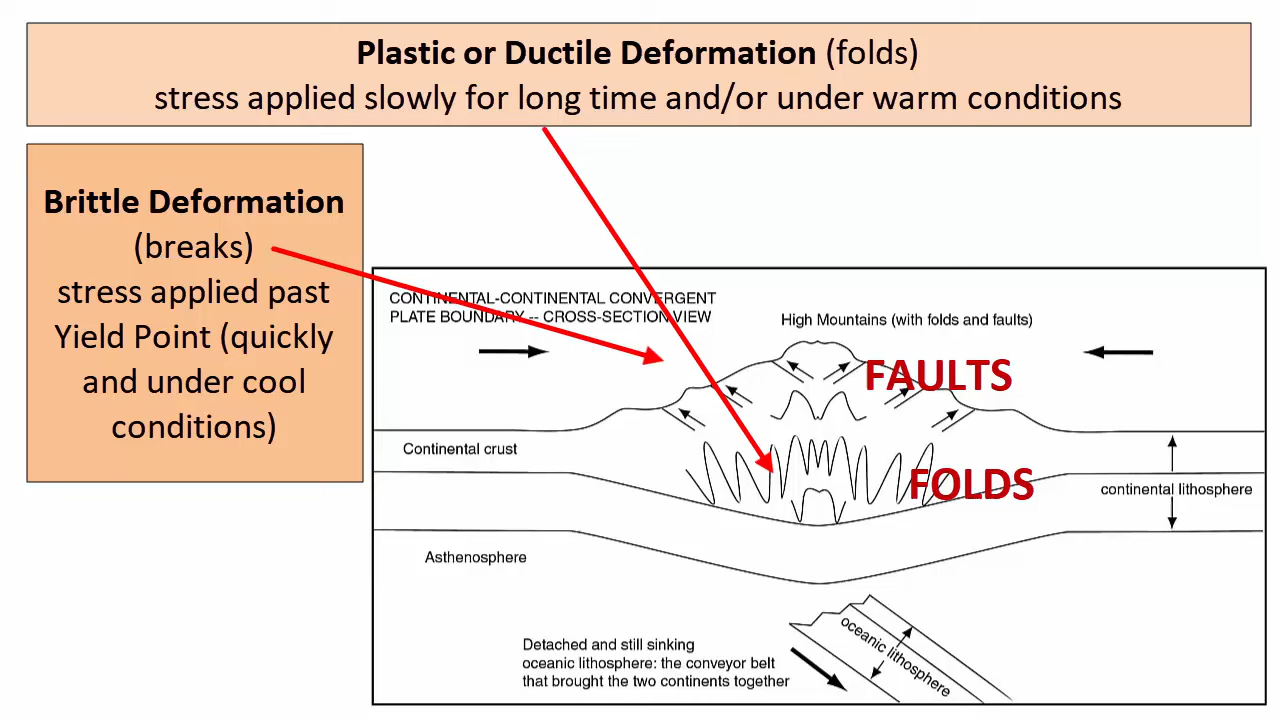 Plastic or Ductile Deformation (folds)
stress applied slowly for long time and/or under warm conditions
Brittle Deformation
(breaks)
stress applied past
Yield Point (quickly
and under cool
conditions)
CONTINENTAL-CONTINENTAL CONVERGENT
PLATE BOUNDARY -- CROSS-SECTION VIEW
High Mountains (with folds and faults)
FAULTS
Continental crust
FOLDS
continental lithosphere
Asthenosphere
Detached and still sinking
oceanic lithosphere: the conveyor belt
that brought the two continents together
oceanic lithosphere